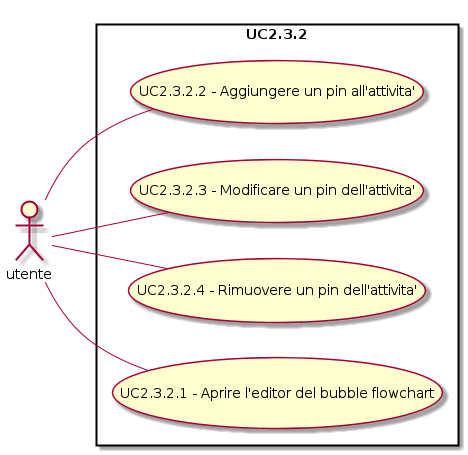 UC2.3.2
UC2.3.2.2 - Aggiungere un pin all'attivita'
UC2.3.2.3 - Modificare un pin dell'attivita'
utente
UC2.3.2.4 - Rimuovere un pin dell'attivita'
UC2.3.2.1 - Aprire l'editor del bubble flowchart